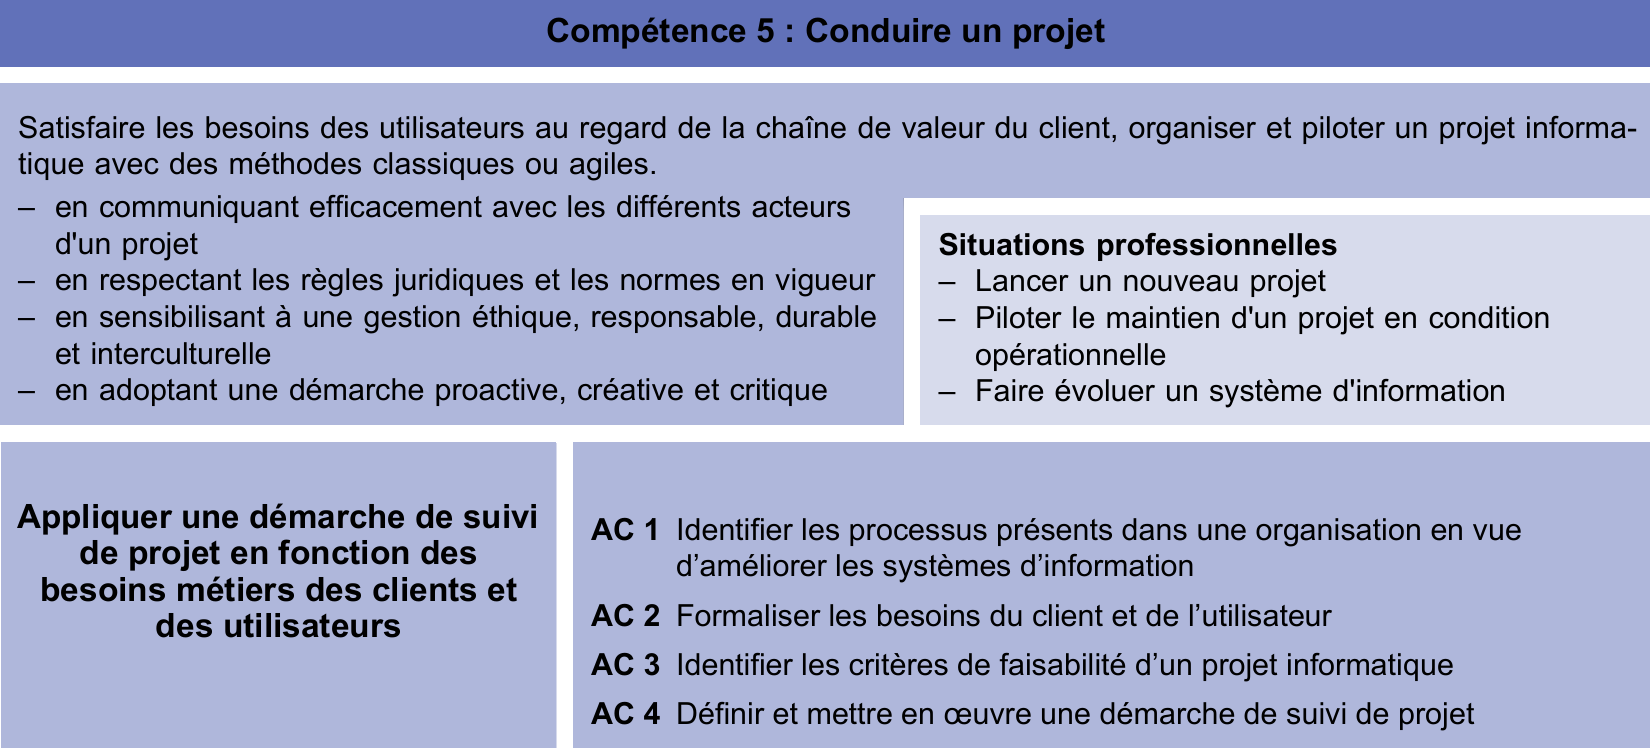 Compétence 5 : Conduire un projet
Satisfaire les besoins des utilisateurs au regard de la chaîne de valeur du client, organiser et piloter un projet informa-
tique avec des méthodes classiques ou agiles.
– en communiquant efficacement avec les différents acteurs
d'un projet
– en respectant les règles juridiques et les normes en vigueur
– en sensibilisant à une gestion éthique, responsable, durable
et interculturelle
– en adoptant une démarche proactive, créative et critique
Situations professionnelles
– Lancer un nouveau projet
– Piloter le maintien d'un projet en condition
opérationnelle
– Faire évoluer un système d'information
Appliquer une démarche de suivi
de projet en fonction des
besoins métiers des clients et
des utilisateurs
AC 1 Identifier les processus présents dans une organisation en vue
d’améliorer les systèmes d’information
AC 2 Formaliser les besoins du client et de l’utilisateur
AC 3 Identifier les critères de faisabilité d’un projet informatique
AC 4 Définir et mettre en œuvre une démarche de suivi de projet